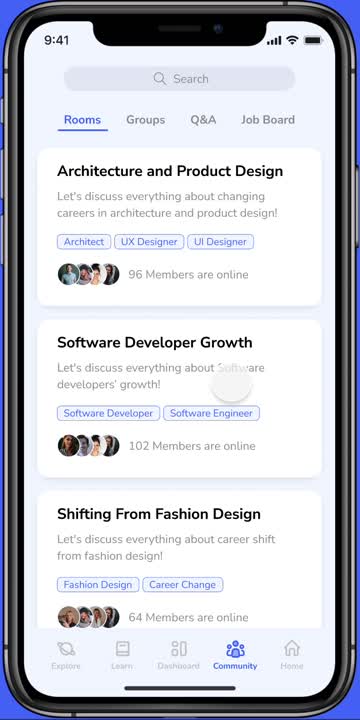 9:41
Search
Rooms Groups Q&A Job Board
Architecture and Product Design
Let's discuss everything about changing
careers in architecture and product design!
Architect UX Designer UI Designer
96 Members are online
Software Developer Growth
Let's discuss everything about Software
developers' growth!
Software Developer Software Engineer
102 Members are online
Shifting From Fashion Design
Let's discuss everything about career shift
from fashion design!
Fashion Design Career Change
64 Members are online
Explore Learn Dashboard Community Home